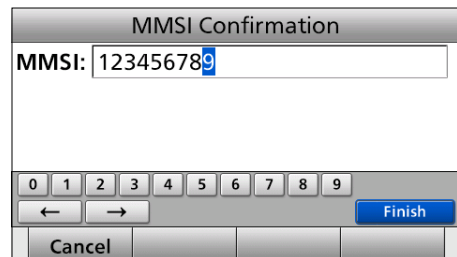 MMSI Confirmation
MMSI: 123456789
0 1 2 3 4 5 6 7 8 9
← → Finish
Cancel